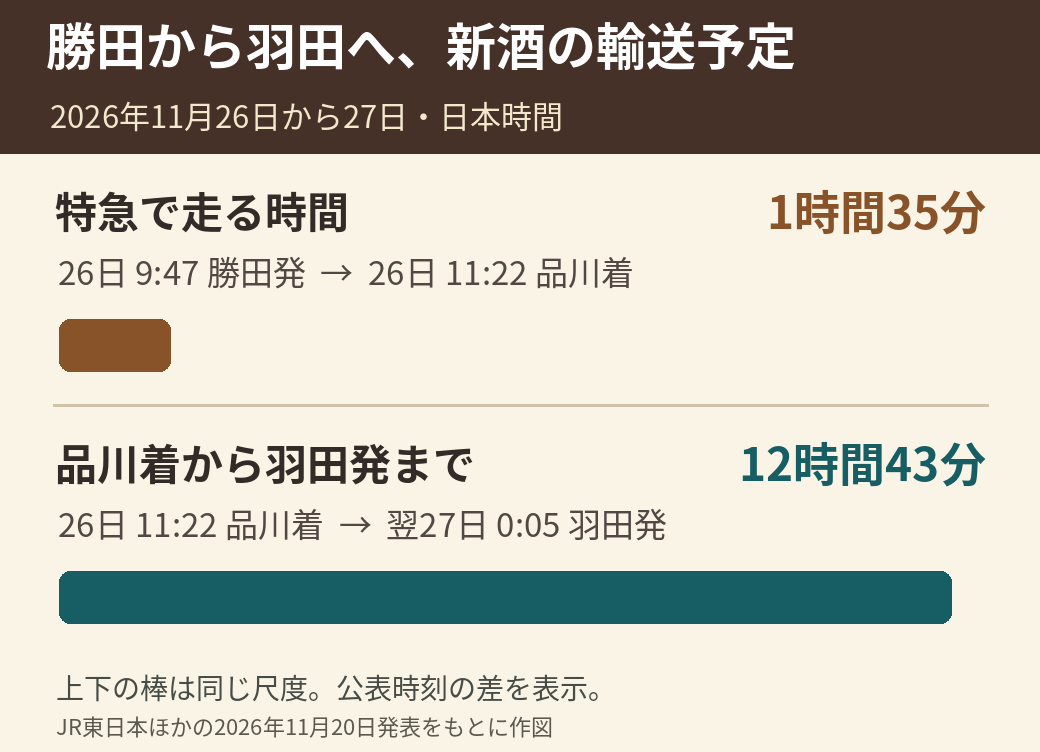 勝田から羽田へ、新酒の輸送予定
2026年11月26日から27日・日本時間
特急で走る時間 1時間35分
26日 9:47 勝田発 → 26日 11:22 品川着
品川着から羽田発まで 12時間43分
26日 11:22 品川着 → 翌27日 0:05 羽田発
上下の棒は同じ尺度。公表時刻の差を表示。
JR東日本ほかの2026年11月20日発表をもとに作図